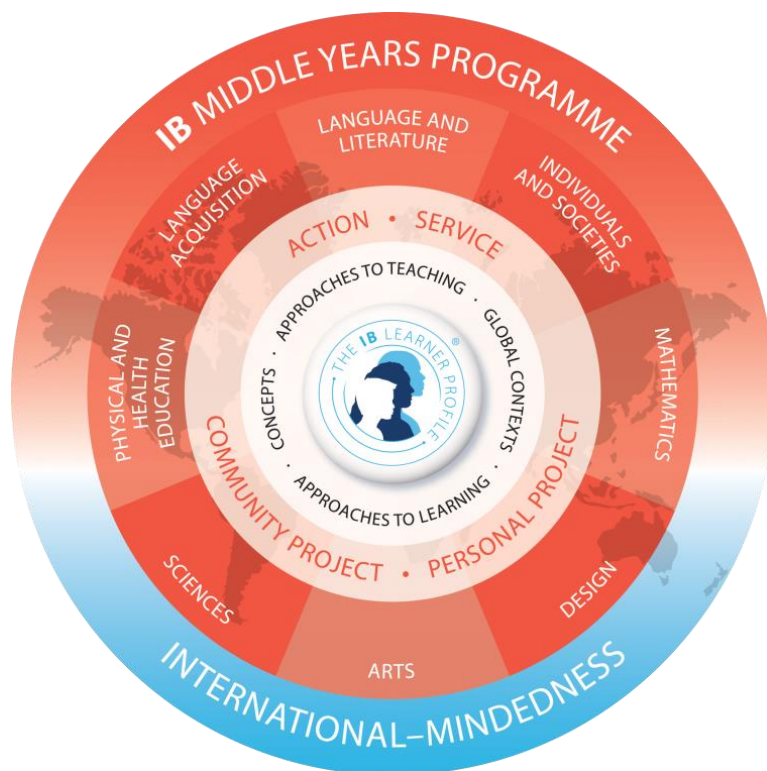 IB MIDDLE YEARS PROGRAMME
LANGUAGE AND
LITERATURE
INDIVIDUALS
AND SOCIETIES
MATHEMATICS
DESIGN
ARTS
SCIENCES
PHYSICAL AND
HEALTH
EDUCATION
LANGUAGE
ACQUISITION
ACTION • SERVICE
COMMUNITY PROJECT • PERSONAL PROJECT
APPROACHES TO TEACHING · GLOBAL CONTEXTS ·
APPROACHES TO LEARNING · CONCEPTS ·
THE IB LEARNER PROFILE ®
INTERNATIONAL–MINDEDNESS